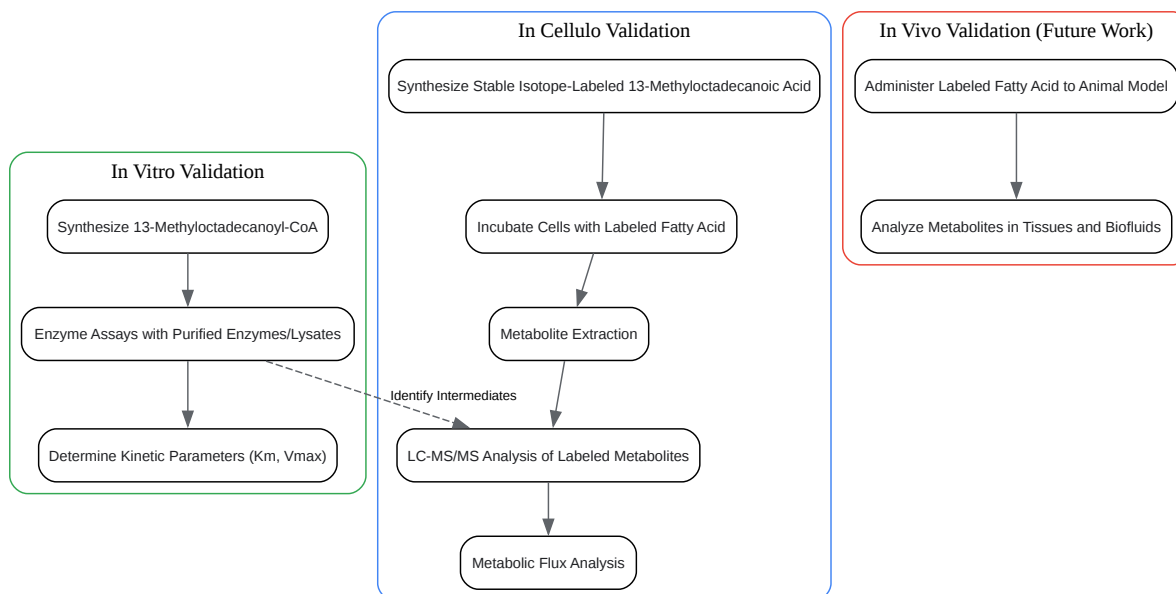 In Vitro Validation
Synthesize 13-Methyloctadecanoyl-CoA
Enzyme Assays with Purified Enzymes/Lysates
Determine Kinetic Parameters (Km, Vmax)
Identify Intermediates
In Cellulo Validation
Synthesize Stable Isotope-Labeled 13-Methyloctadecanoic Acid
Incubate Cells with Labeled Fatty Acid
Metabolite Extraction
LC-MS/MS Analysis of Labeled Metabolites
Metabolic Flux Analysis
In Vivo Validation (Future Work)
Administer Labeled Fatty Acid to Animal Model
Analyze Metabolites in Tissues and Biofluids